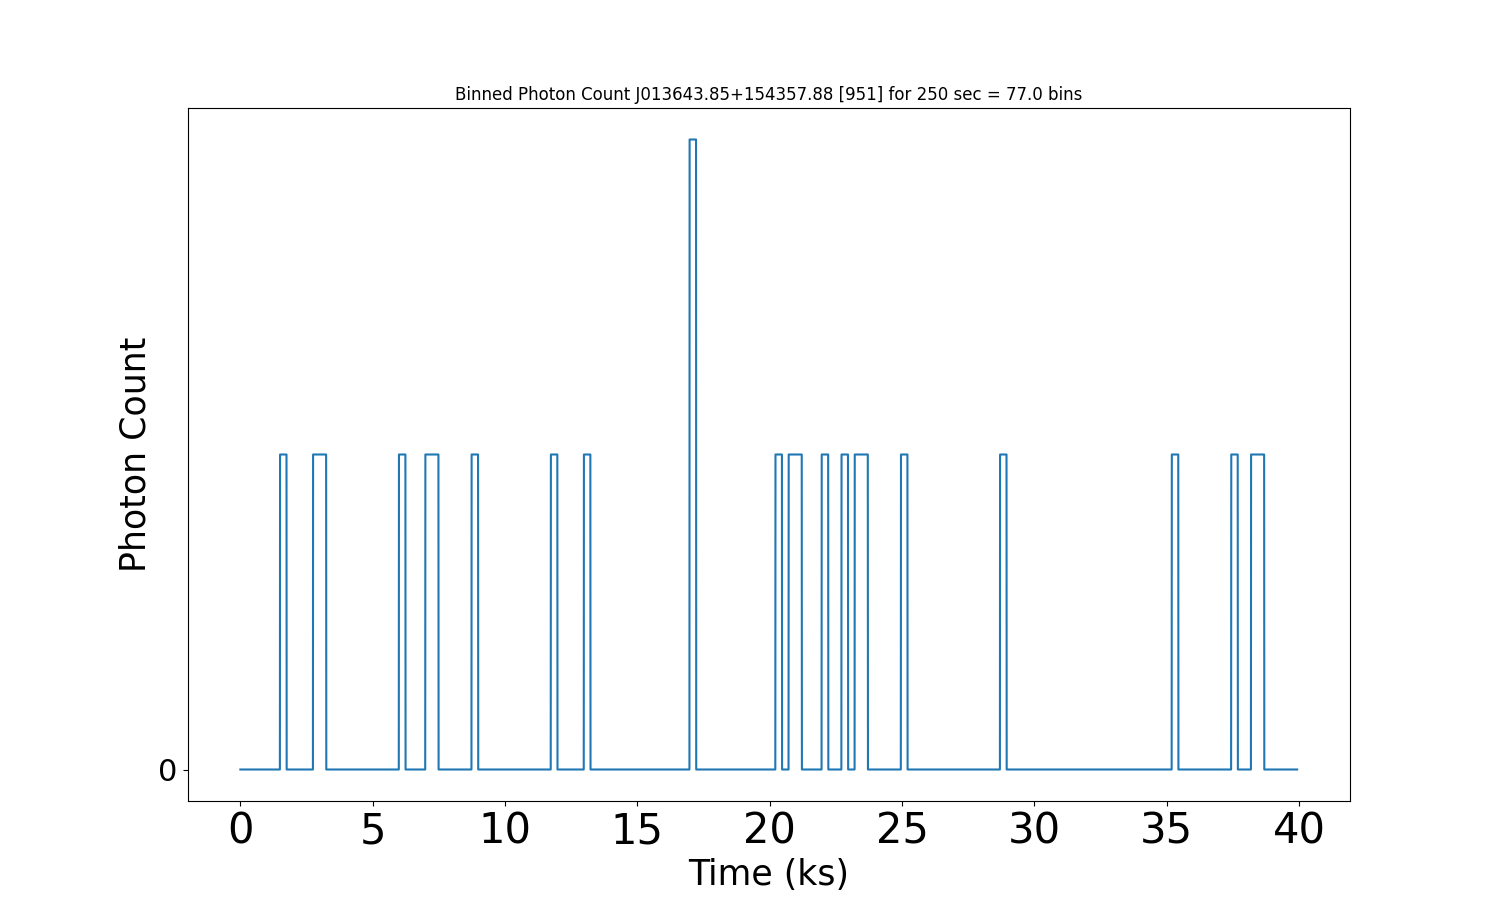 Binned Photon Count J013643.85+154357.88 [951] for 250 sec = 77.0 bins
Photon Count
0
0 5 10 15 20 25 30 35 40
Time (ks)